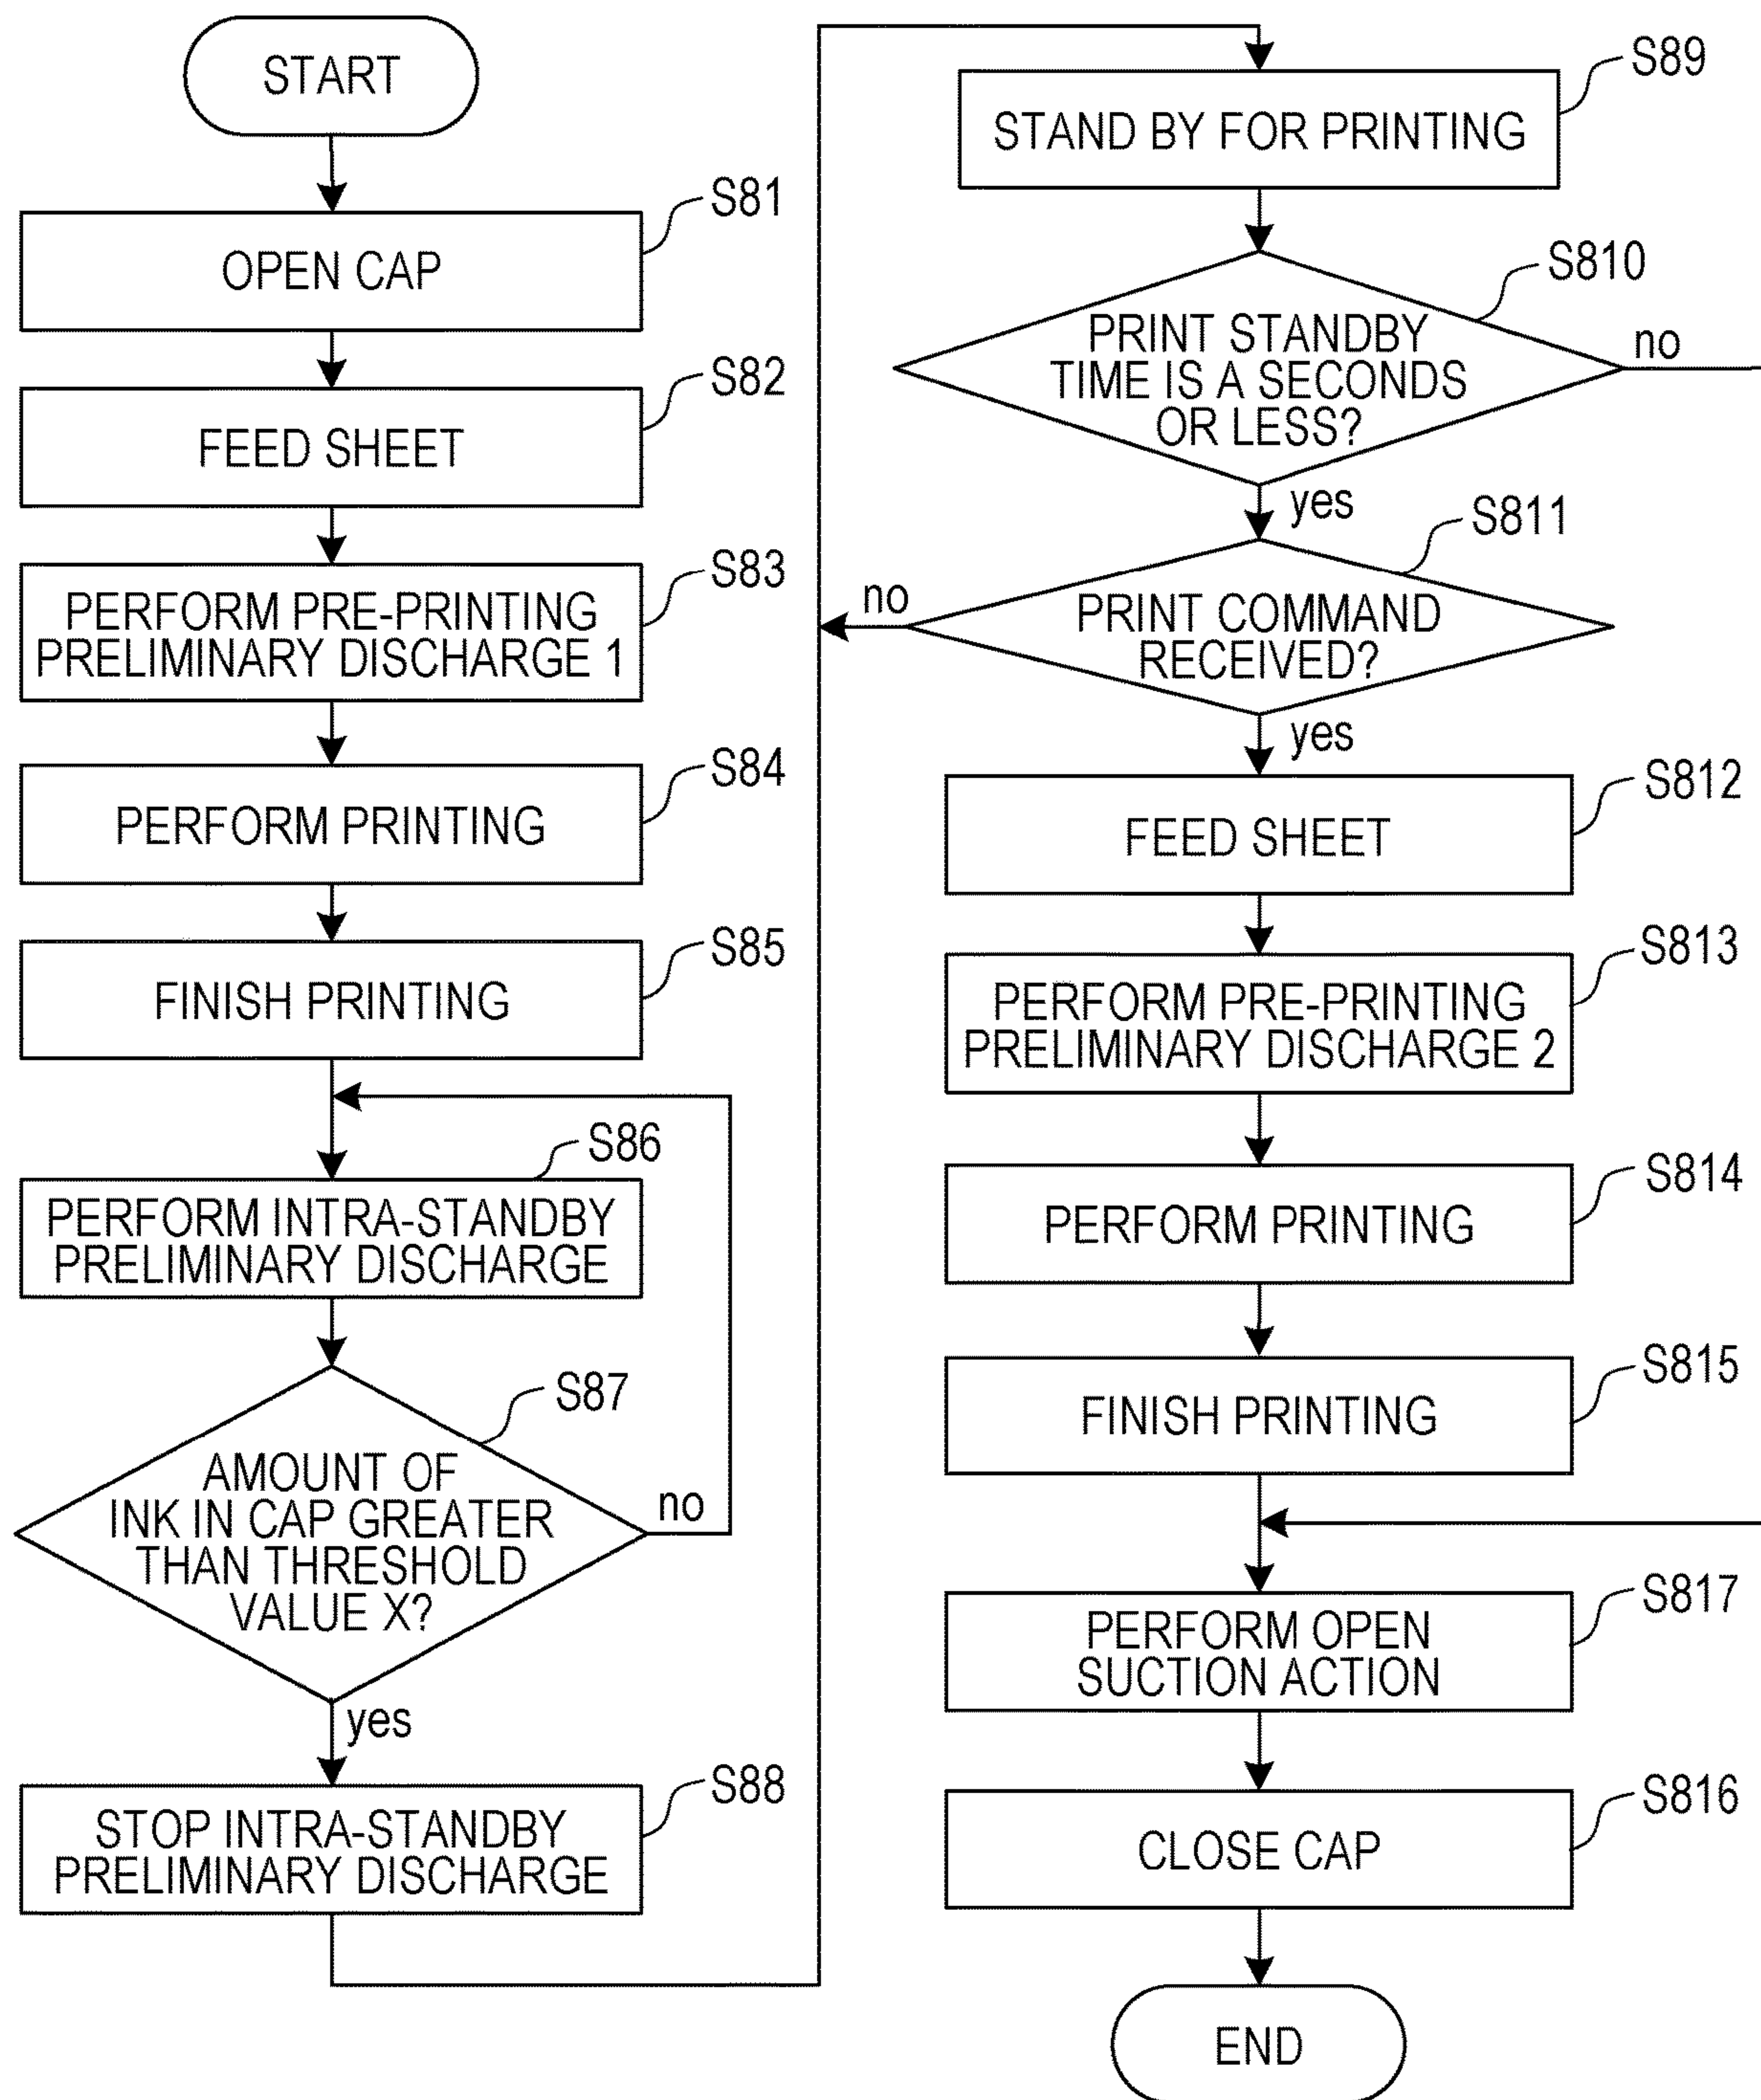 START
S81
OPEN CAP
S82
FEED SHEET
S83
PERFORM PRE-PRINTING
PRELIMINARY DISCHARGE 1
S84
PERFORM PRINTING
S85
FINISH PRINTING
S86
PERFORM INTRA-STANDBY
PRELIMINARY DISCHARGE
S87
AMOUNT OF
INK IN CAP GREATER
THAN THRESHOLD
VALUE X?
no
yes
S88
STOP INTRA-STANDBY
PRELIMINARY DISCHARGE
S89
STAND BY FOR PRINTING
S810
PRINT STANDBY
TIME IS A SECONDS
OR LESS?
no
yes
S811
PRINT COMMAND
RECEIVED?
no
yes
S812
FEED SHEET
S813
PERFORM PRE-PRINTING
PRELIMINARY DISCHARGE 2
S814
PERFORM PRINTING
S815
FINISH PRINTING
S817
PERFORM OPEN
SUCTION ACTION
S816
CLOSE CAP
END